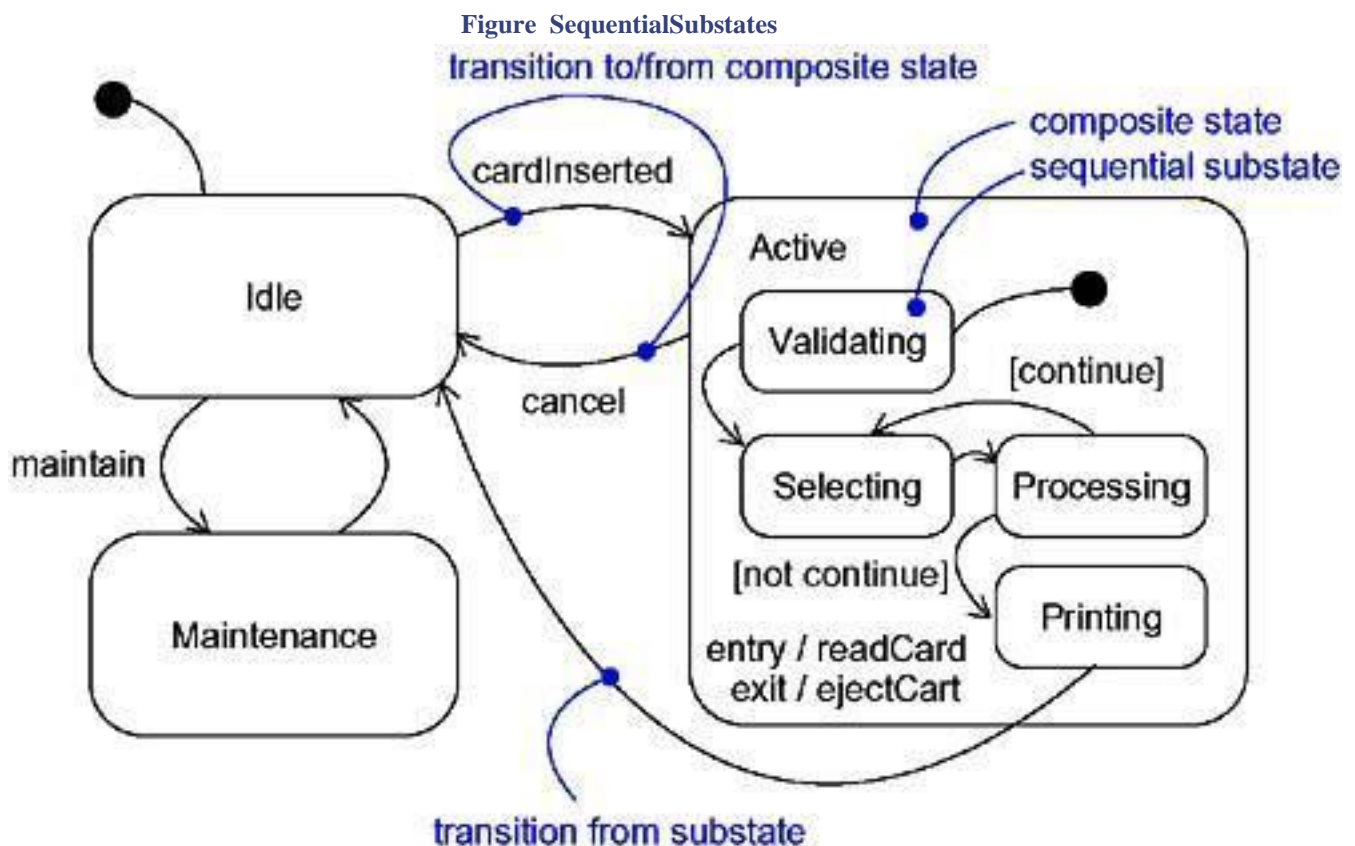 Figure SequentialSubstates
transition to/from composite state
composite state
sequential substate
cardInserted
Active
Idle
Validating
[continue]
cancel
maintain
Selecting
Processing
[not continue]
Printing
Maintenance
entry / readCard
exit / ejectCart
transition from substate